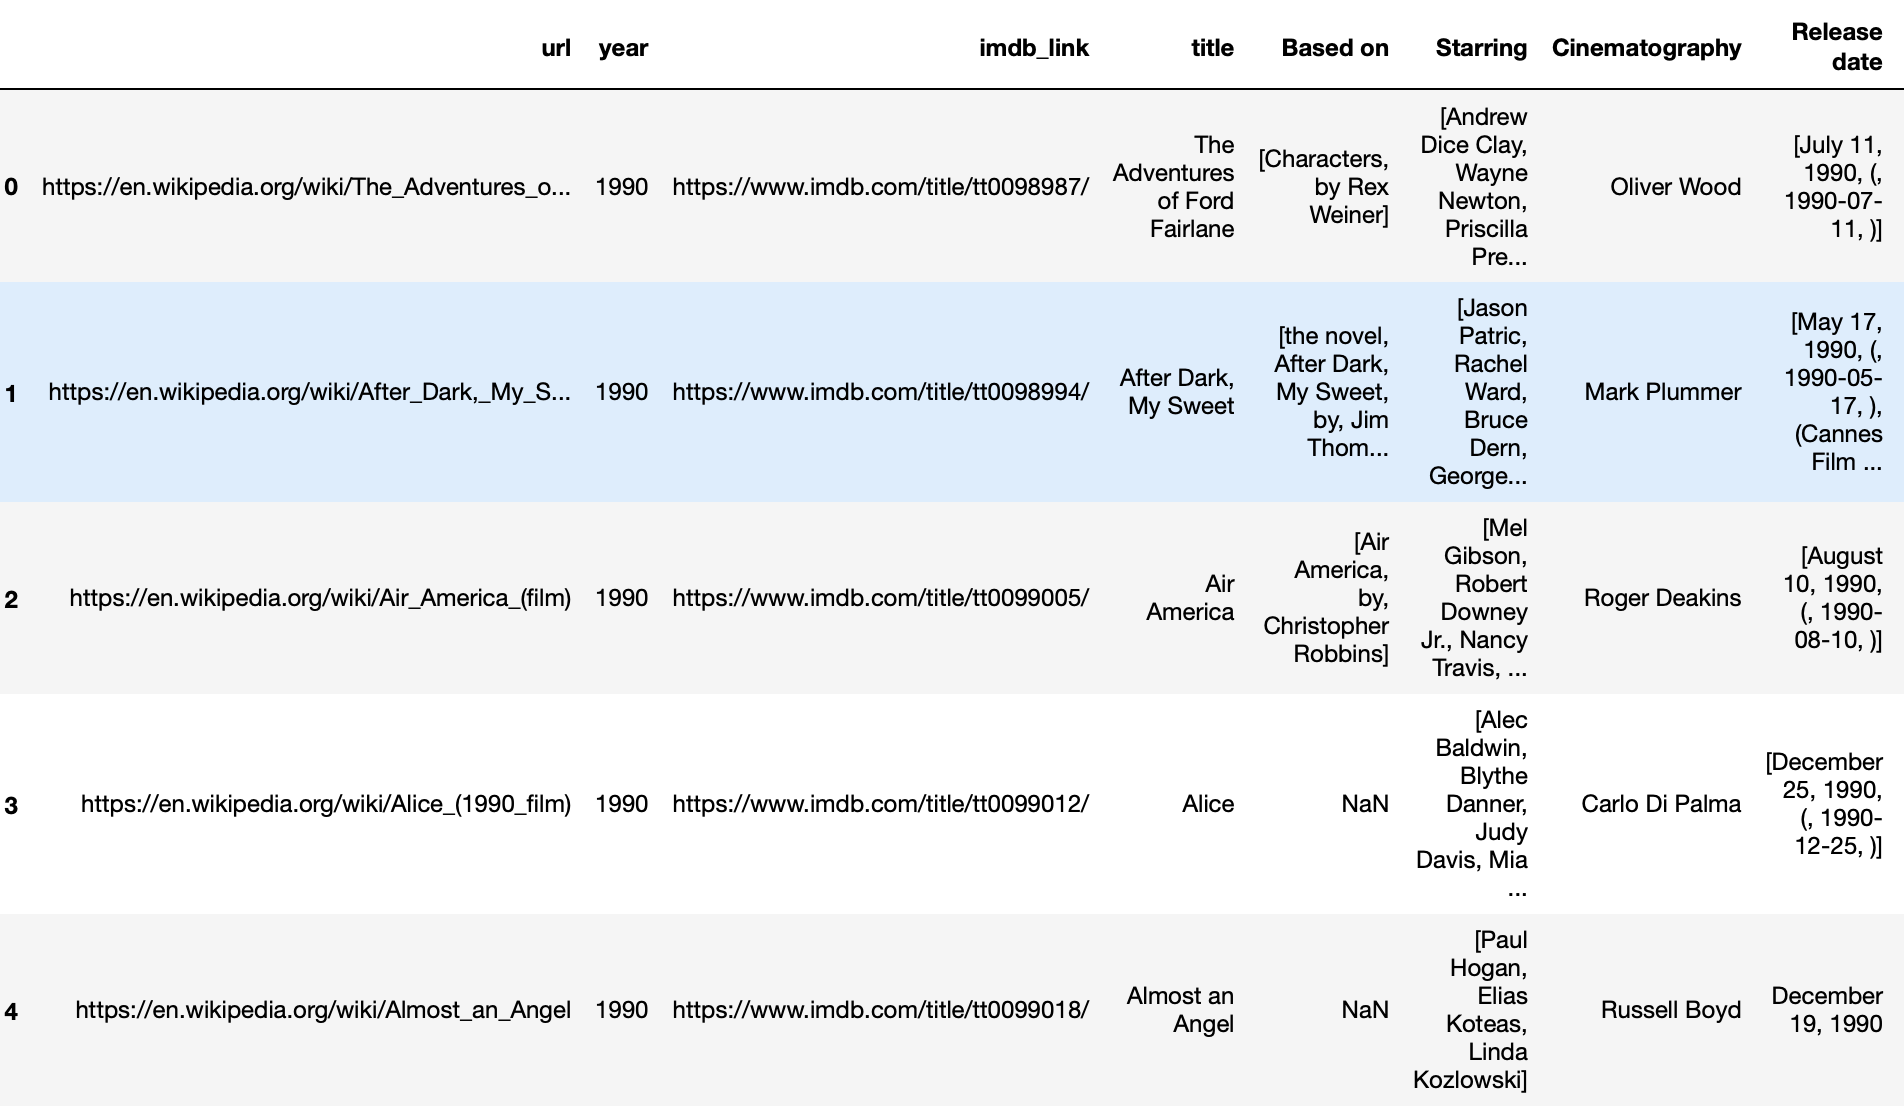 url year imdb_link title Based on Starring Cinematography Release
date
0 https://en.wikipedia.org/wiki/The_Adventures_o... 1990 https://www.imdb.com/title/tt0098987/ The
Adventures
of Ford
Fairlane [Characters,
by Rex
Weiner] [Andrew
Dice Clay,
Wayne
Newton,
Priscilla
Pre... Oliver Wood [July 11,
1990, (,
1990-07-
11, )]
1 https://en.wikipedia.org/wiki/After_Dark,_My_S... 1990 https://www.imdb.com/title/tt0098994/ After Dark,
My Sweet [the novel,
After Dark,
My Sweet,
by, Jim
Thom... [Jason
Patric,
Rachel
Ward,
Bruce
Dern,
George... Mark Plummer [May 17,
1990, (,
1990-05-
17, ),
(Cannes
Film ...
2 https://en.wikipedia.org/wiki/Air_America_(film) 1990 https://www.imdb.com/title/tt0099005/ Air
America [Air
America,
by,
Christopher
Robbins] [Mel
Gibson,
Robert
Downey
Jr., Nancy
Travis, ... Roger Deakins [August
10, 1990,
(, 1990-
08-10, )]
3 https://en.wikipedia.org/wiki/Alice_(1990_film) 1990 https://www.imdb.com/title/tt0099012/ Alice NaN [Alec
Baldwin,
Blythe
Danner,
Judy
Davis, Mia
... Carlo Di Palma [December
25, 1990,
(, 1990-
12-25, )]
4 https://en.wikipedia.org/wiki/Almost_an_Angel 1990 https://www.imdb.com/title/tt0099018/ Almost an
Angel NaN [Paul
Hogan,
Elias
Koteas,
Linda
Kozlowski] Russell Boyd December
19, 1990